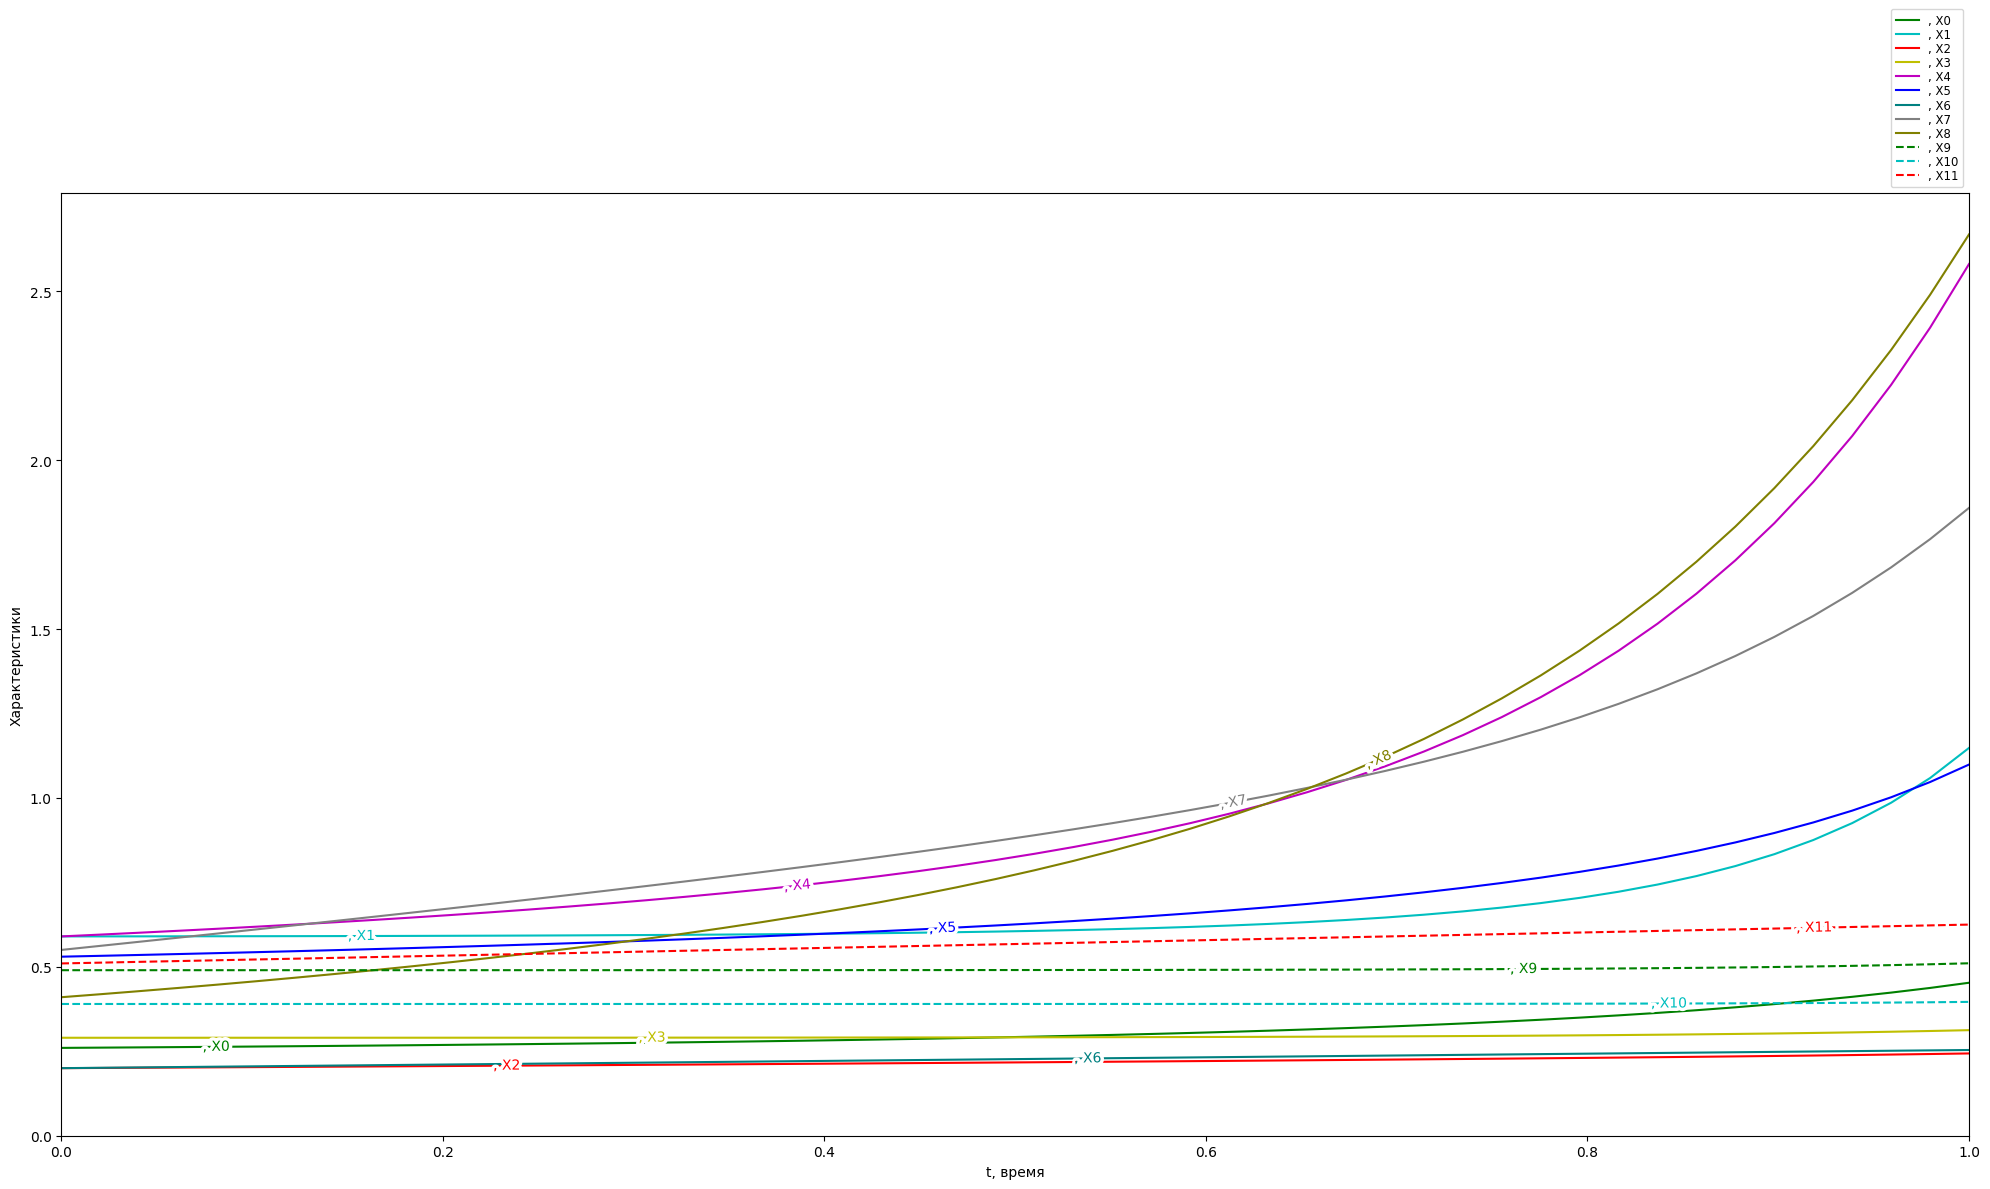 , X0
, X1
, X2
, X3
, X4
, X5
, X6
, X7
, X8
, X9
, X10
, X11
2.5
2.0
1.5
1.0
0.5
0.0
Характеристики
, X8
, X7
, X4
, X5
, X1
, X11
, X9
, X10
, X3
, X0
, X6
, X2
0.0 0.2 0.4 0.6 0.8 1.0
t, время